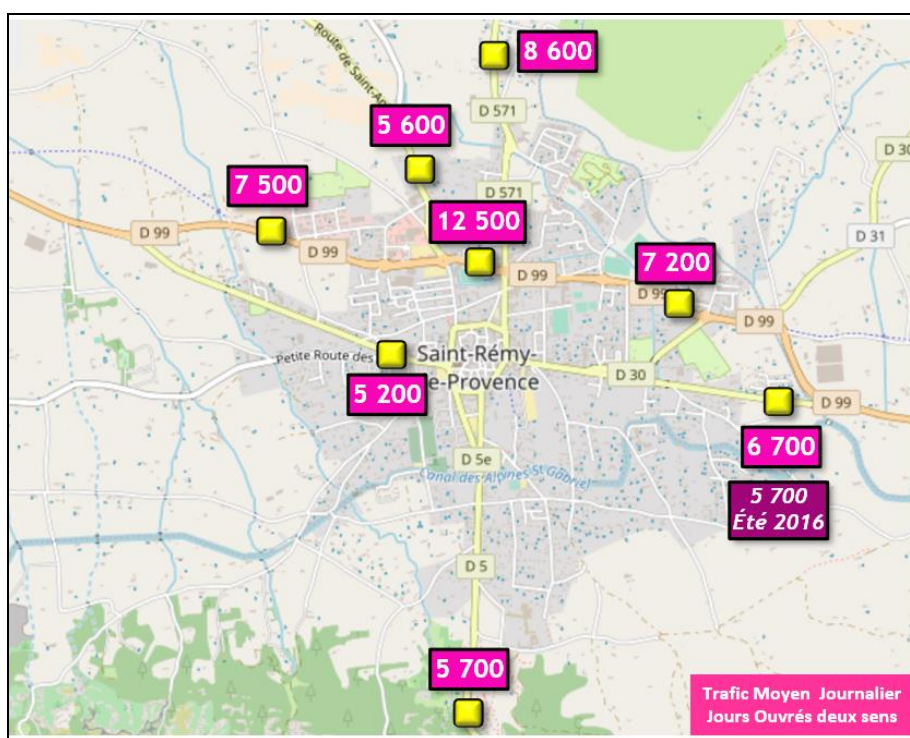 8 600
Route de Saint-An
D 571
5 600
D 30
7 500
D 571
12 500
D 99
D 31
D 99
7 200
D 99
D 99
D 99
Petite Route des
Saint-Rémy-
e-Provence
D 30
5 200
D 99
6 700
D 5e
Canal des Alpines St Gabriel
5 700
Été 2016
D 5
5 700
Trafic Moyen Journalier
Jours Ouvrés deux sens